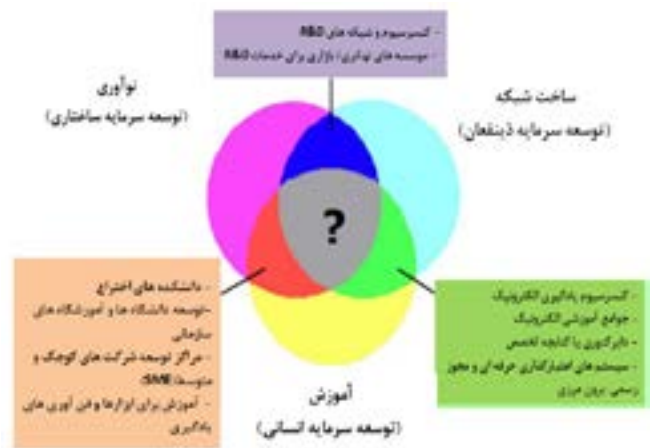 - کنسرسیوم و شبکه های R&D
- موسسه های نوآوری/ بازاری برای خدمات R&D
نوآوری
(توسعه سرمایه ساختاری)
ساخت شبکه
(توسعه سرمایه ذینفعان)
?
- دانشکده های اختراع
-توسعه دانشگاه ها و آموزشگاه های
سازمانی
- مراکز توسعه شرکت های کوچک و
متوسط SME
- آموزش برای ابزارها و فن آوری های
یادگیری
- کنسرسیوم یادگیری الکترونیک
- جوامع آموزشی الکترونیک
- دایرکتوری یا کتابچه تخصص
- سیستم های اعتبارگذاری حرفه ای و مجوز
رسمی برون مرزی
آموزش
(توسعه سرمایه انسانی)